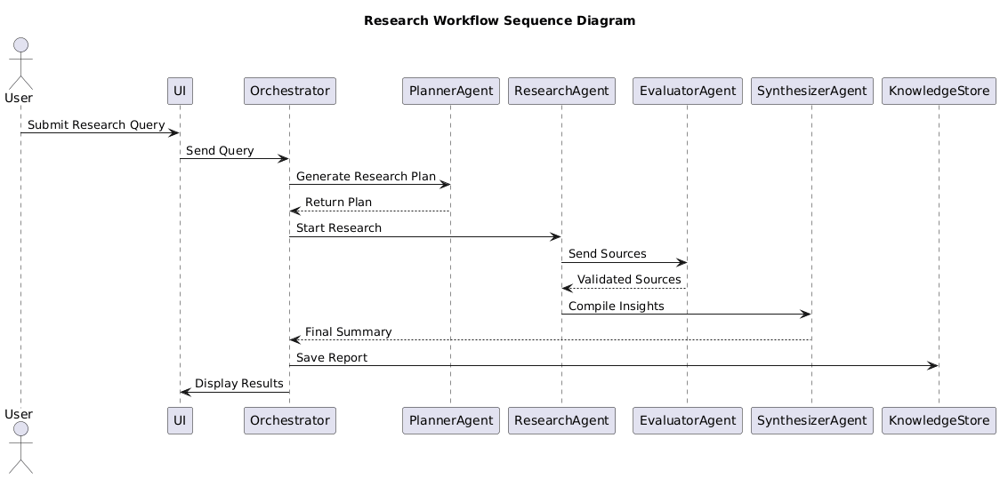 Research Workflow Sequence Diagram
User
UI
Orchestrator
PlannerAgent
ResearchAgent
EvaluatorAgent
SynthesizerAgent
KnowledgeStore
Submit Research Query
Send Query
Generate Research Plan
Return Plan
Start Research
Send Sources
Validated Sources
Compile Insights
Final Summary
Save Report
Display Results
User
UI
Orchestrator
PlannerAgent
ResearchAgent
EvaluatorAgent
SynthesizerAgent
KnowledgeStore